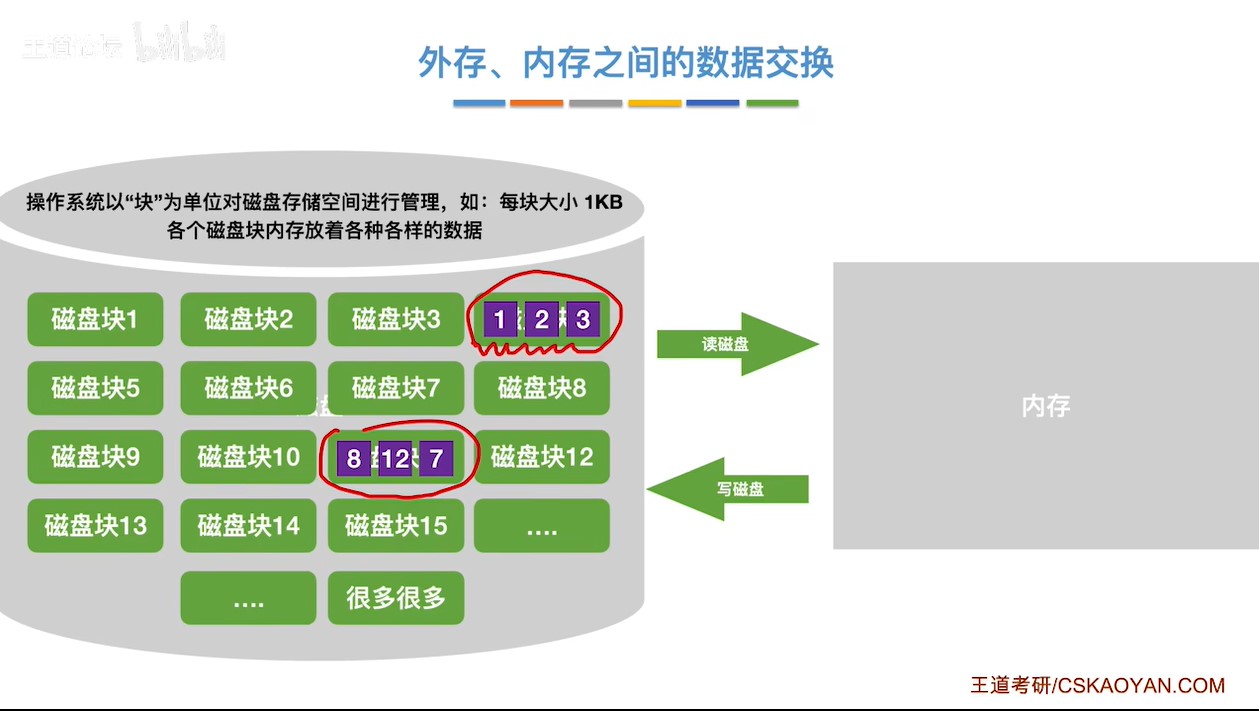 王道论坛 bilibili
外存、内存之间的数据交换
操作系统以“块”为单位对磁盘存储空间进行管理，如：每块大小 1KB
各个磁盘块内存放着各种各样的数据
磁盘块1 磁盘块2 磁盘块3 1 2 3
读磁盘
磁盘块5 磁盘块6 磁盘块7 磁盘块8
内存
磁盘块9 磁盘块10 8 12 7 磁盘块12
写磁盘
磁盘块13 磁盘块14 磁盘块15 ....
.... 很多很多
王道考研/CSKAOYAN.COM